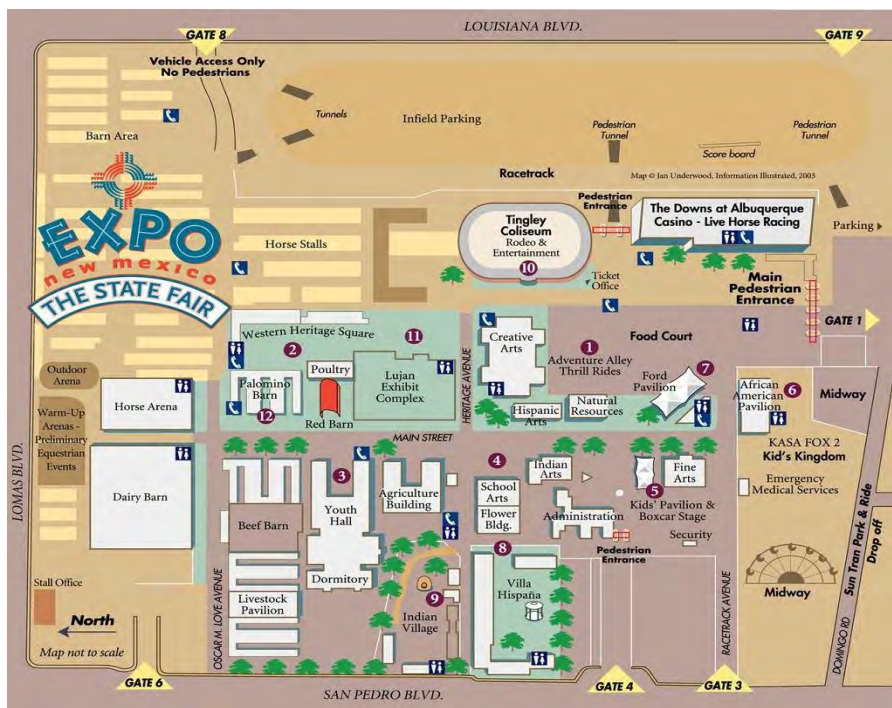 LOUISIANA BLVD.
GATE 8
GATE 9
Vehicle Access Only
No Pedestrians
Tunnels
Infield Parking
Pedestrian
Tunnel
Score board
Pedestrian
Tunnel
Barn Area
Racetrack
Map © Jan Underwood, Information Illustrated, 2003
EXPO
new mexico
THE STATE FAIR
Horse Stalls
Tingley
Coliseum
Rodeo &
Entertainment
10
Pedestrian
Entrance
The Downs at Albuquerque
Casino - Live Horse Racing
Parking
Ticket
Office
Main
Pedestrian
Entrance
GATE 1
Western Heritage Square
2
11
HERITAGE AVENUE
Creative
Arts
Food Court
1
Adventure Alley
Thrill Rides
7
Ford
Pavilion
Outdoor
Arena
Horse Arena
Palomino
Barn
12
Poultry
Red Barn
Lujan
Exhibit
Complex
Hispanic
Arts
Natural
Resources
African
American
Pavilion
6
Midway
Warm-Up
Arenas -
Preliminary
Equestrian
Events
MAIN STREET
KASA FOX 2
Kid's Kingdom
LOMAS BLVD.
Dairy Barn
3
4
Beef Barn
Youth
Hall
Agriculture
Building
School
Arts
Flower
Bldg.
Indian
Arts
Administration
5
Kids' Pavilion &
Boxcar Stage
Fine
Arts
Emergency
Medical Services
Security
Pedestrian
Entrance
8
Stall Office
Dormitory
Livestock
Pavilion
9
Indian
Village
Villa
Hispaña
Midway
Sun Tran Park & Ride
Drop off
North
Map not to scale
OSCAR M. LOVE AVENUE
RACETRACK AVENUE
DOMINGO RD
GATE 6
SAN PEDRO BLVD.
GATE 4
GATE 3